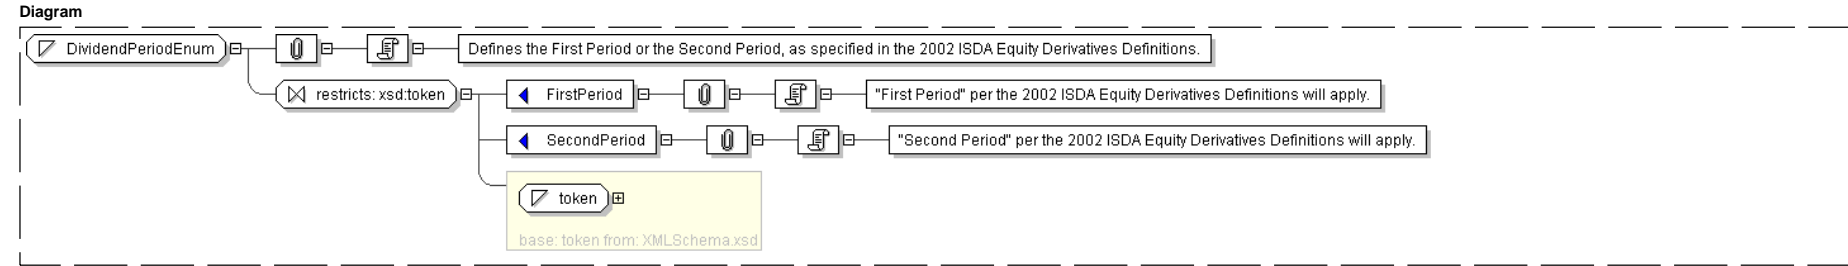 Diagram
DividendPeriodEnum
Defines the First Period or the Second Period, as specified in the 2002 ISDA Equity Derivatives Definitions.
restricts: xsd:token
FirstPeriod
"First Period" per the 2002 ISDA Equity Derivatives Definitions will apply.
SecondPeriod
"Second Period" per the 2002 ISDA Equity Derivatives Definitions will apply.
token
base: token from: XMLSchema.xsd